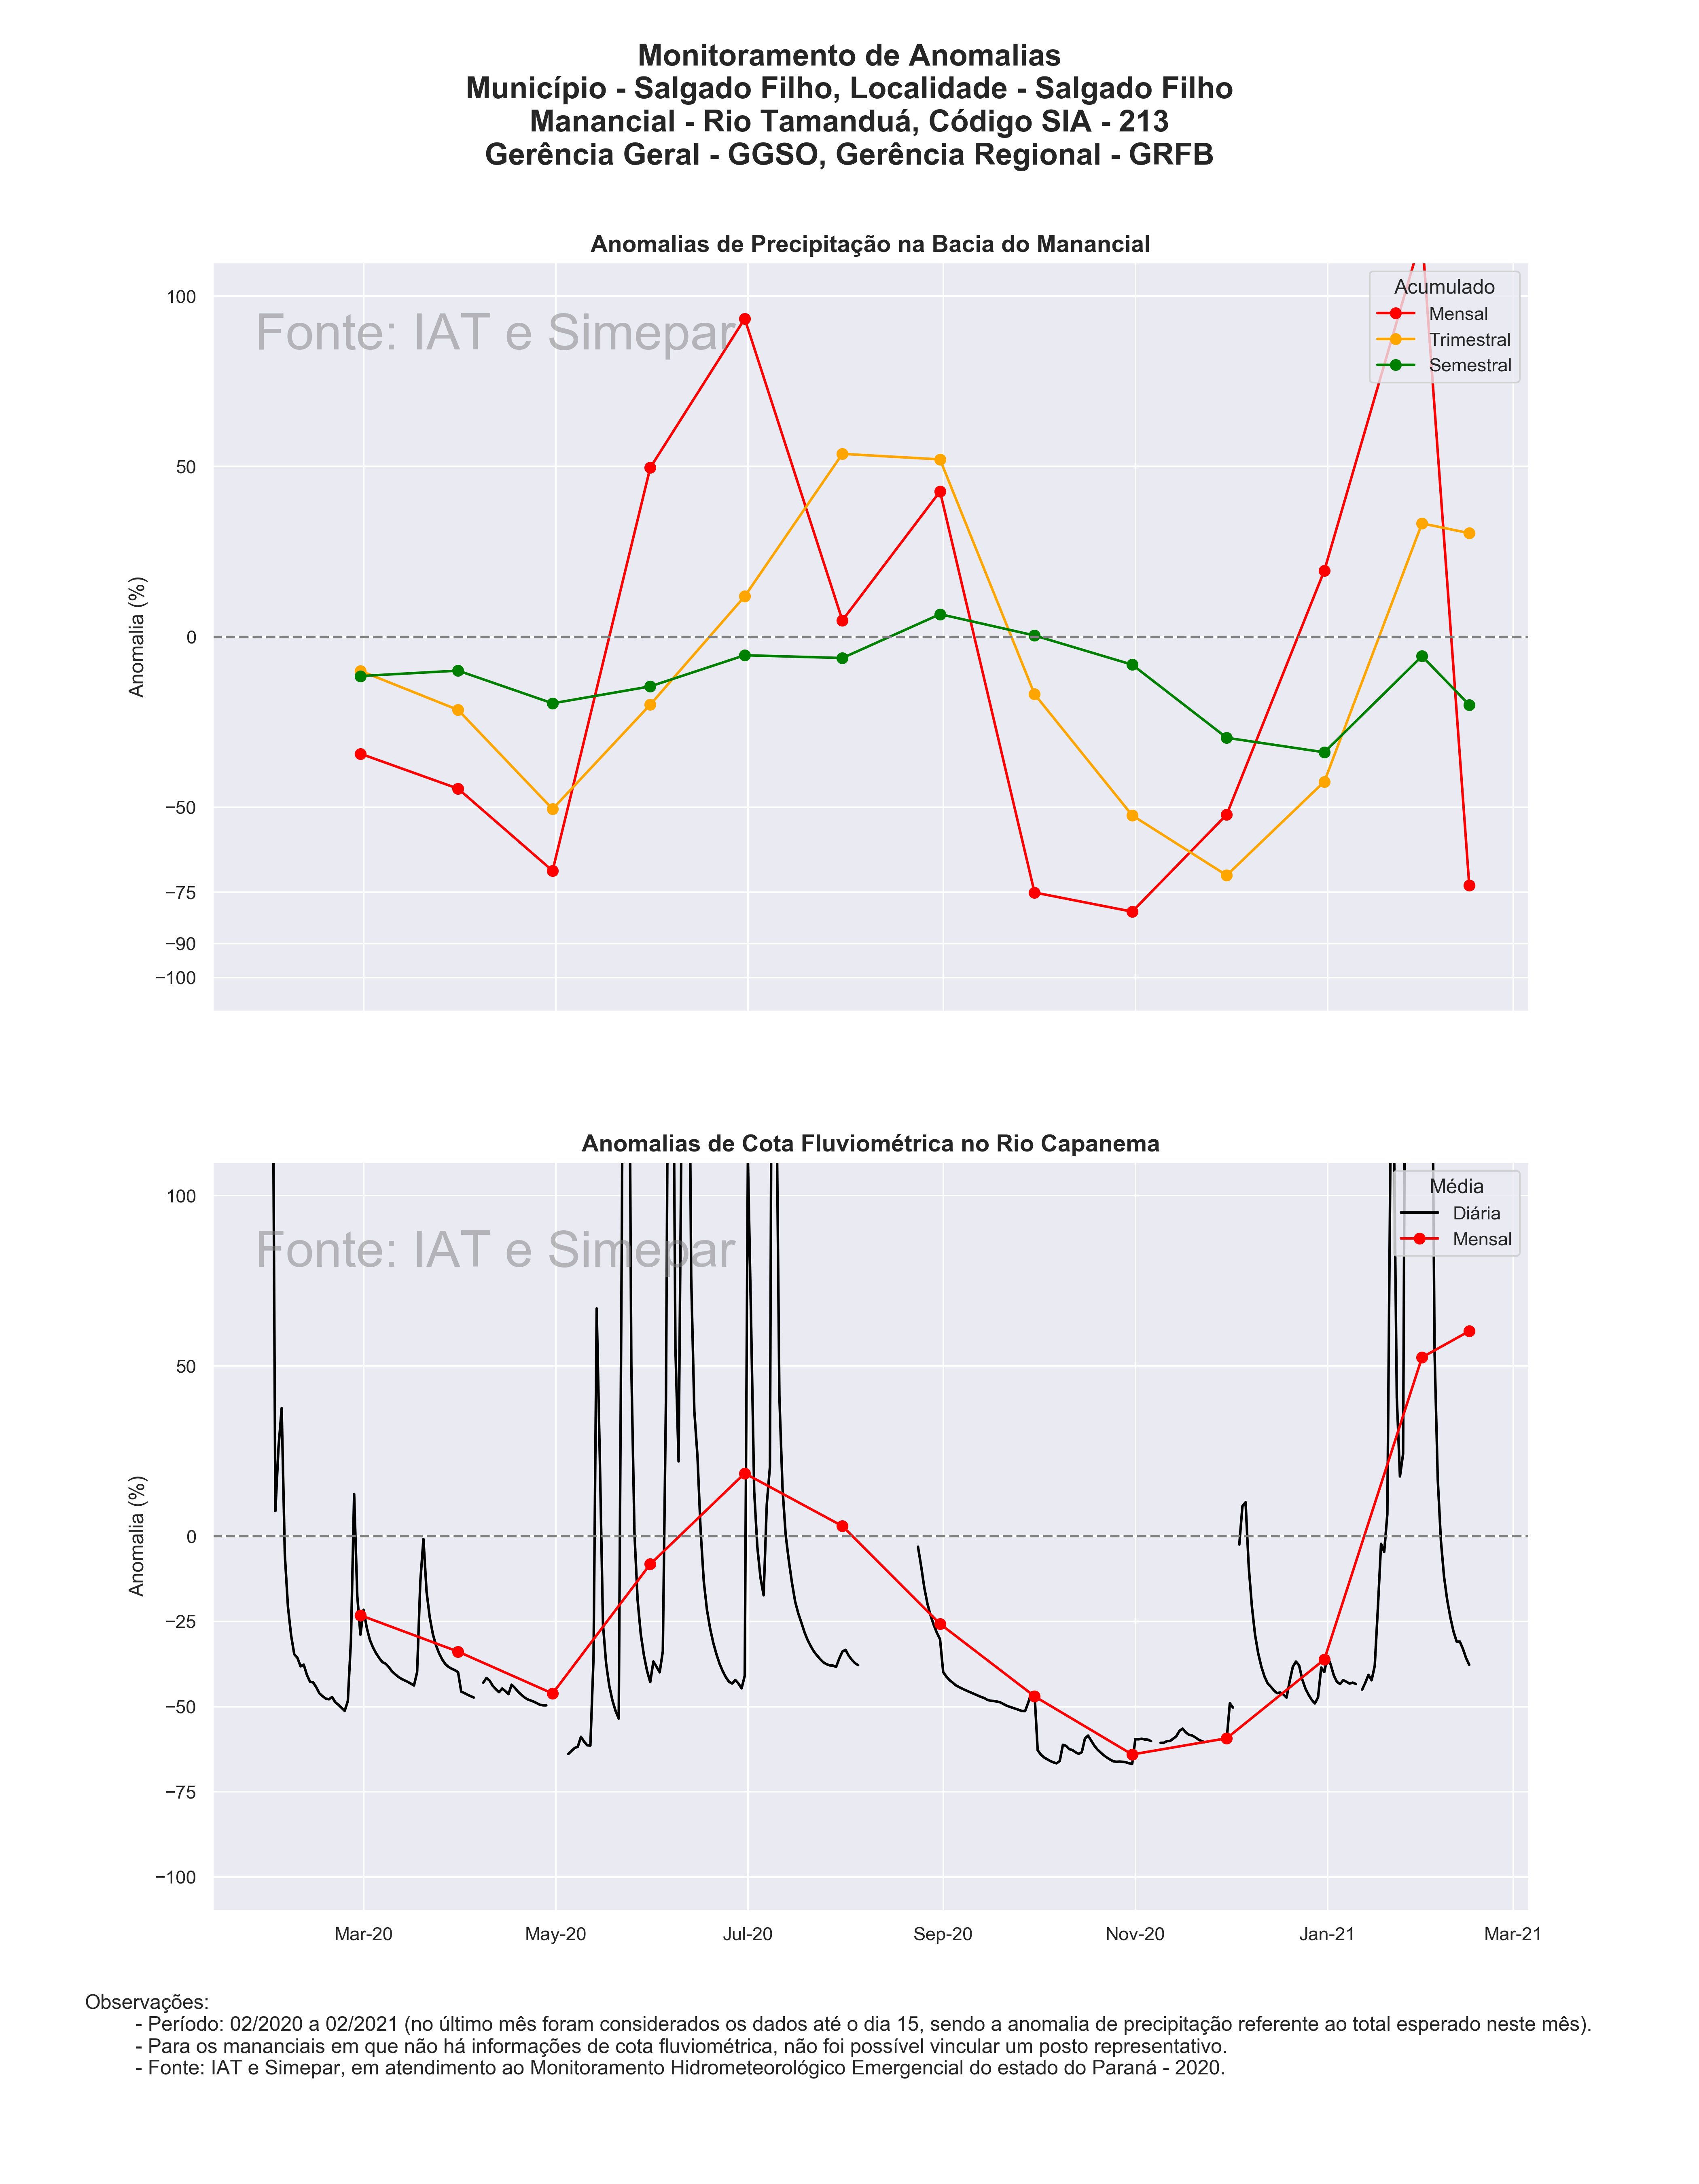 Monitoramento de Anomalias
Município - Salgado Filho, Localidade - Salgado Filho
Manancial - Rio Tamanduá, Código SIA - 213
Gerência Geral - GGSO, Gerência Regional - GRFB
Anomalias de Precipitação na Bacia do Manancial
Fonte: IAT e Simepar
Acumulado
Mensal
Trimestral
Semestral
Anomalia (%)
100
50
0
−50
−75
−90
−100
Anomalias de Cota Fluviométrica no Rio Capanema
Fonte: IAT e Simepar
Média
Diária
Mensal
Anomalia (%)
100
50
0
−25
−50
−75
−100
Mar-20 May-20 Jul-20 Sep-20 Nov-20 Jan-21 Mar-21
Observações:
- Período: 02/2020 a 02/2021 (no último mês foram considerados os dados até o dia 15, sendo a anomalia de precipitação referente ao total esperado neste mês).
- Para os mananciais em que não há informações de cota fluviométrica, não foi possível vincular um posto representativo.
- Fonte: IAT e Simepar, em atendimento ao Monitoramento Hidrometeorológico Emergencial do estado do Paraná - 2020.